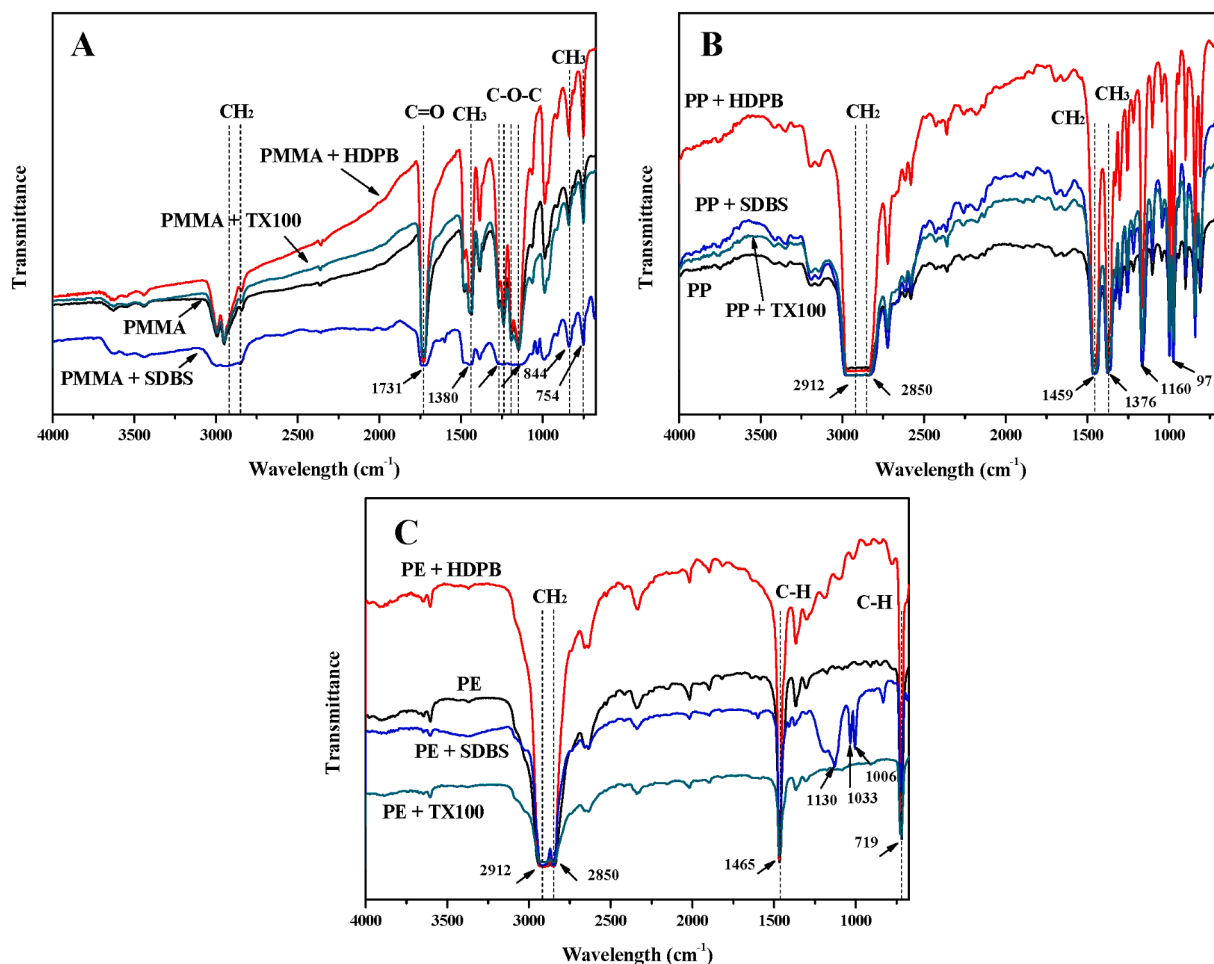 A
CH3
C-O-C
CH2
C=O
CH3
PMMA + HDPB
PMMA + TX100
PMMA
PMMA + SDBS
1731
1380
844
754
Transmittance
4000 3500 3000 2500 2000 1500 1000
Wavelength (cm-1)
B
CH3
PP + HDPB
CH2
CH2
PP + SDBS
PP + TX100
PP
2912
2850
1459
1376
1160
97
Transmittance
4000 3500 3000 2500 2000 1500 1000
Wavelength (cm-1)
C
PE + HDPB
CH2
C-H
C-H
PE
PE + SDBS
PE + TX100
1130
1033
1006
2912
2850
1465
719
Transmittance
4000 3500 3000 2500 2000 1500 1000
Wavelength (cm-1)